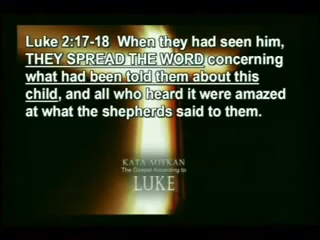 Luke 2:17-18  When they had seen him,
THEY SPREAD THE WORD concerning
what had been told them about this
child, and all who heard it were amazed
at what the shepherds said to them.
ΚΑΤΑ ΛΟΥΚΑΝ
The Gospel According to
LUKE